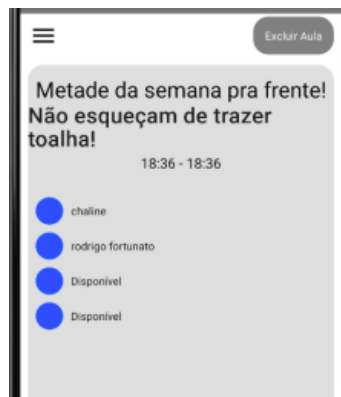 Excluir Aula
Metade da semana pra frente!
Não esqueçam de trazer
toalha!
18:36 - 18:36
chaline
rodrigo fortunato
Disponível
Disponível